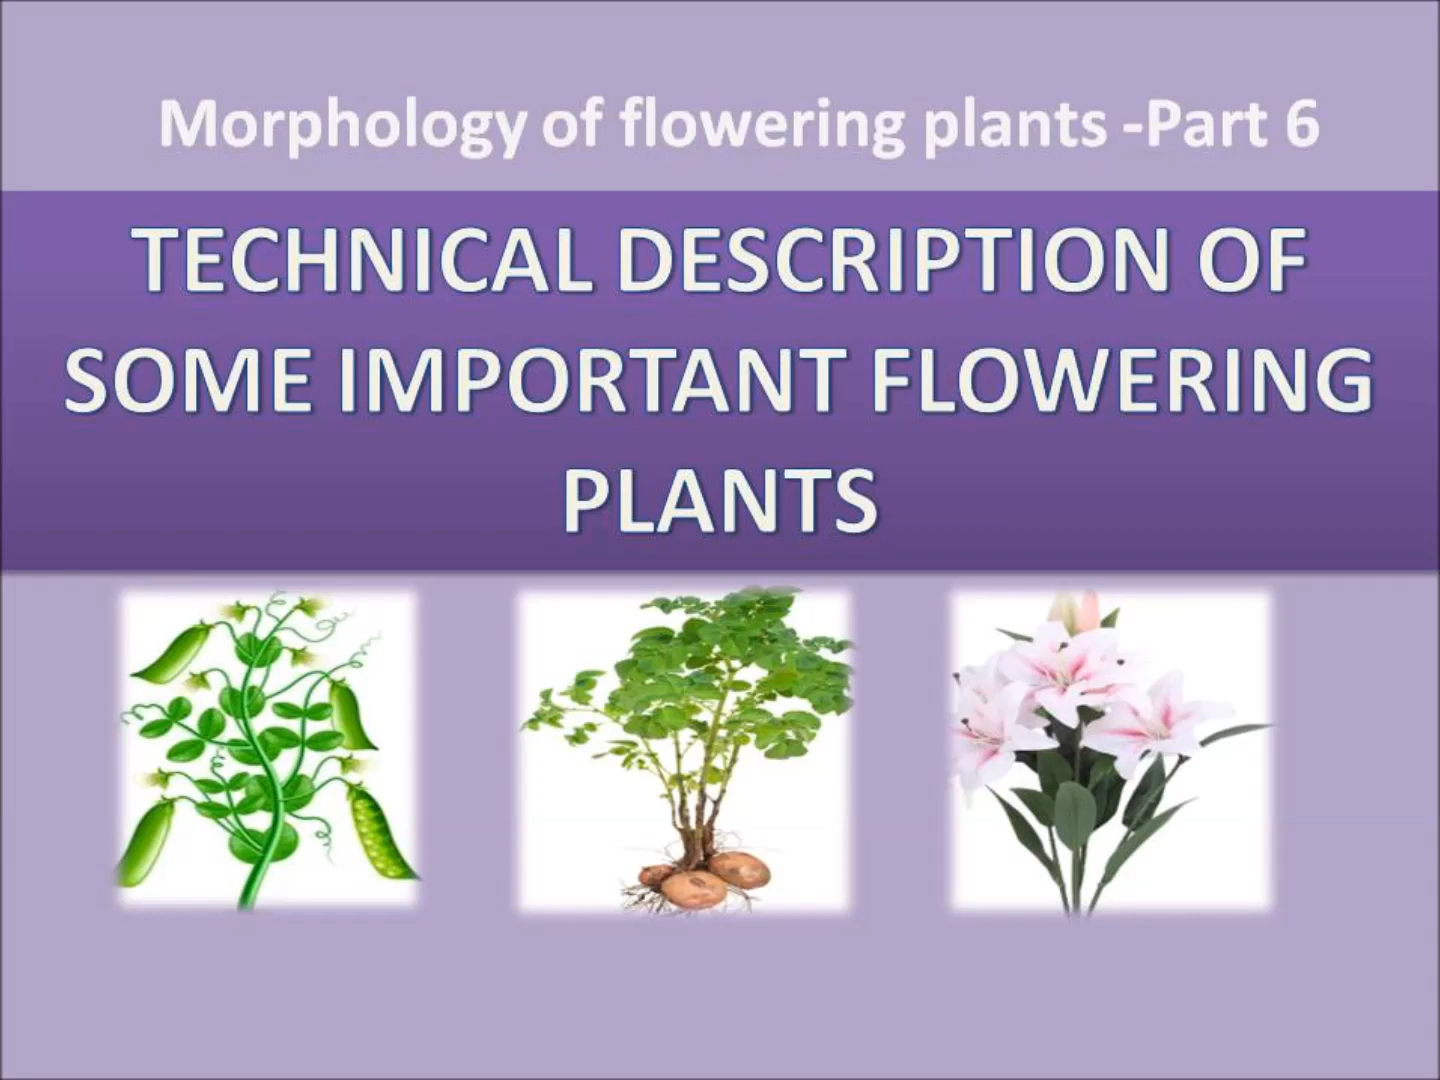 Morphology of flowering plants -Part 6
TECHNICAL DESCRIPTION OF
SOME IMPORTANT FLOWERING
PLANTS